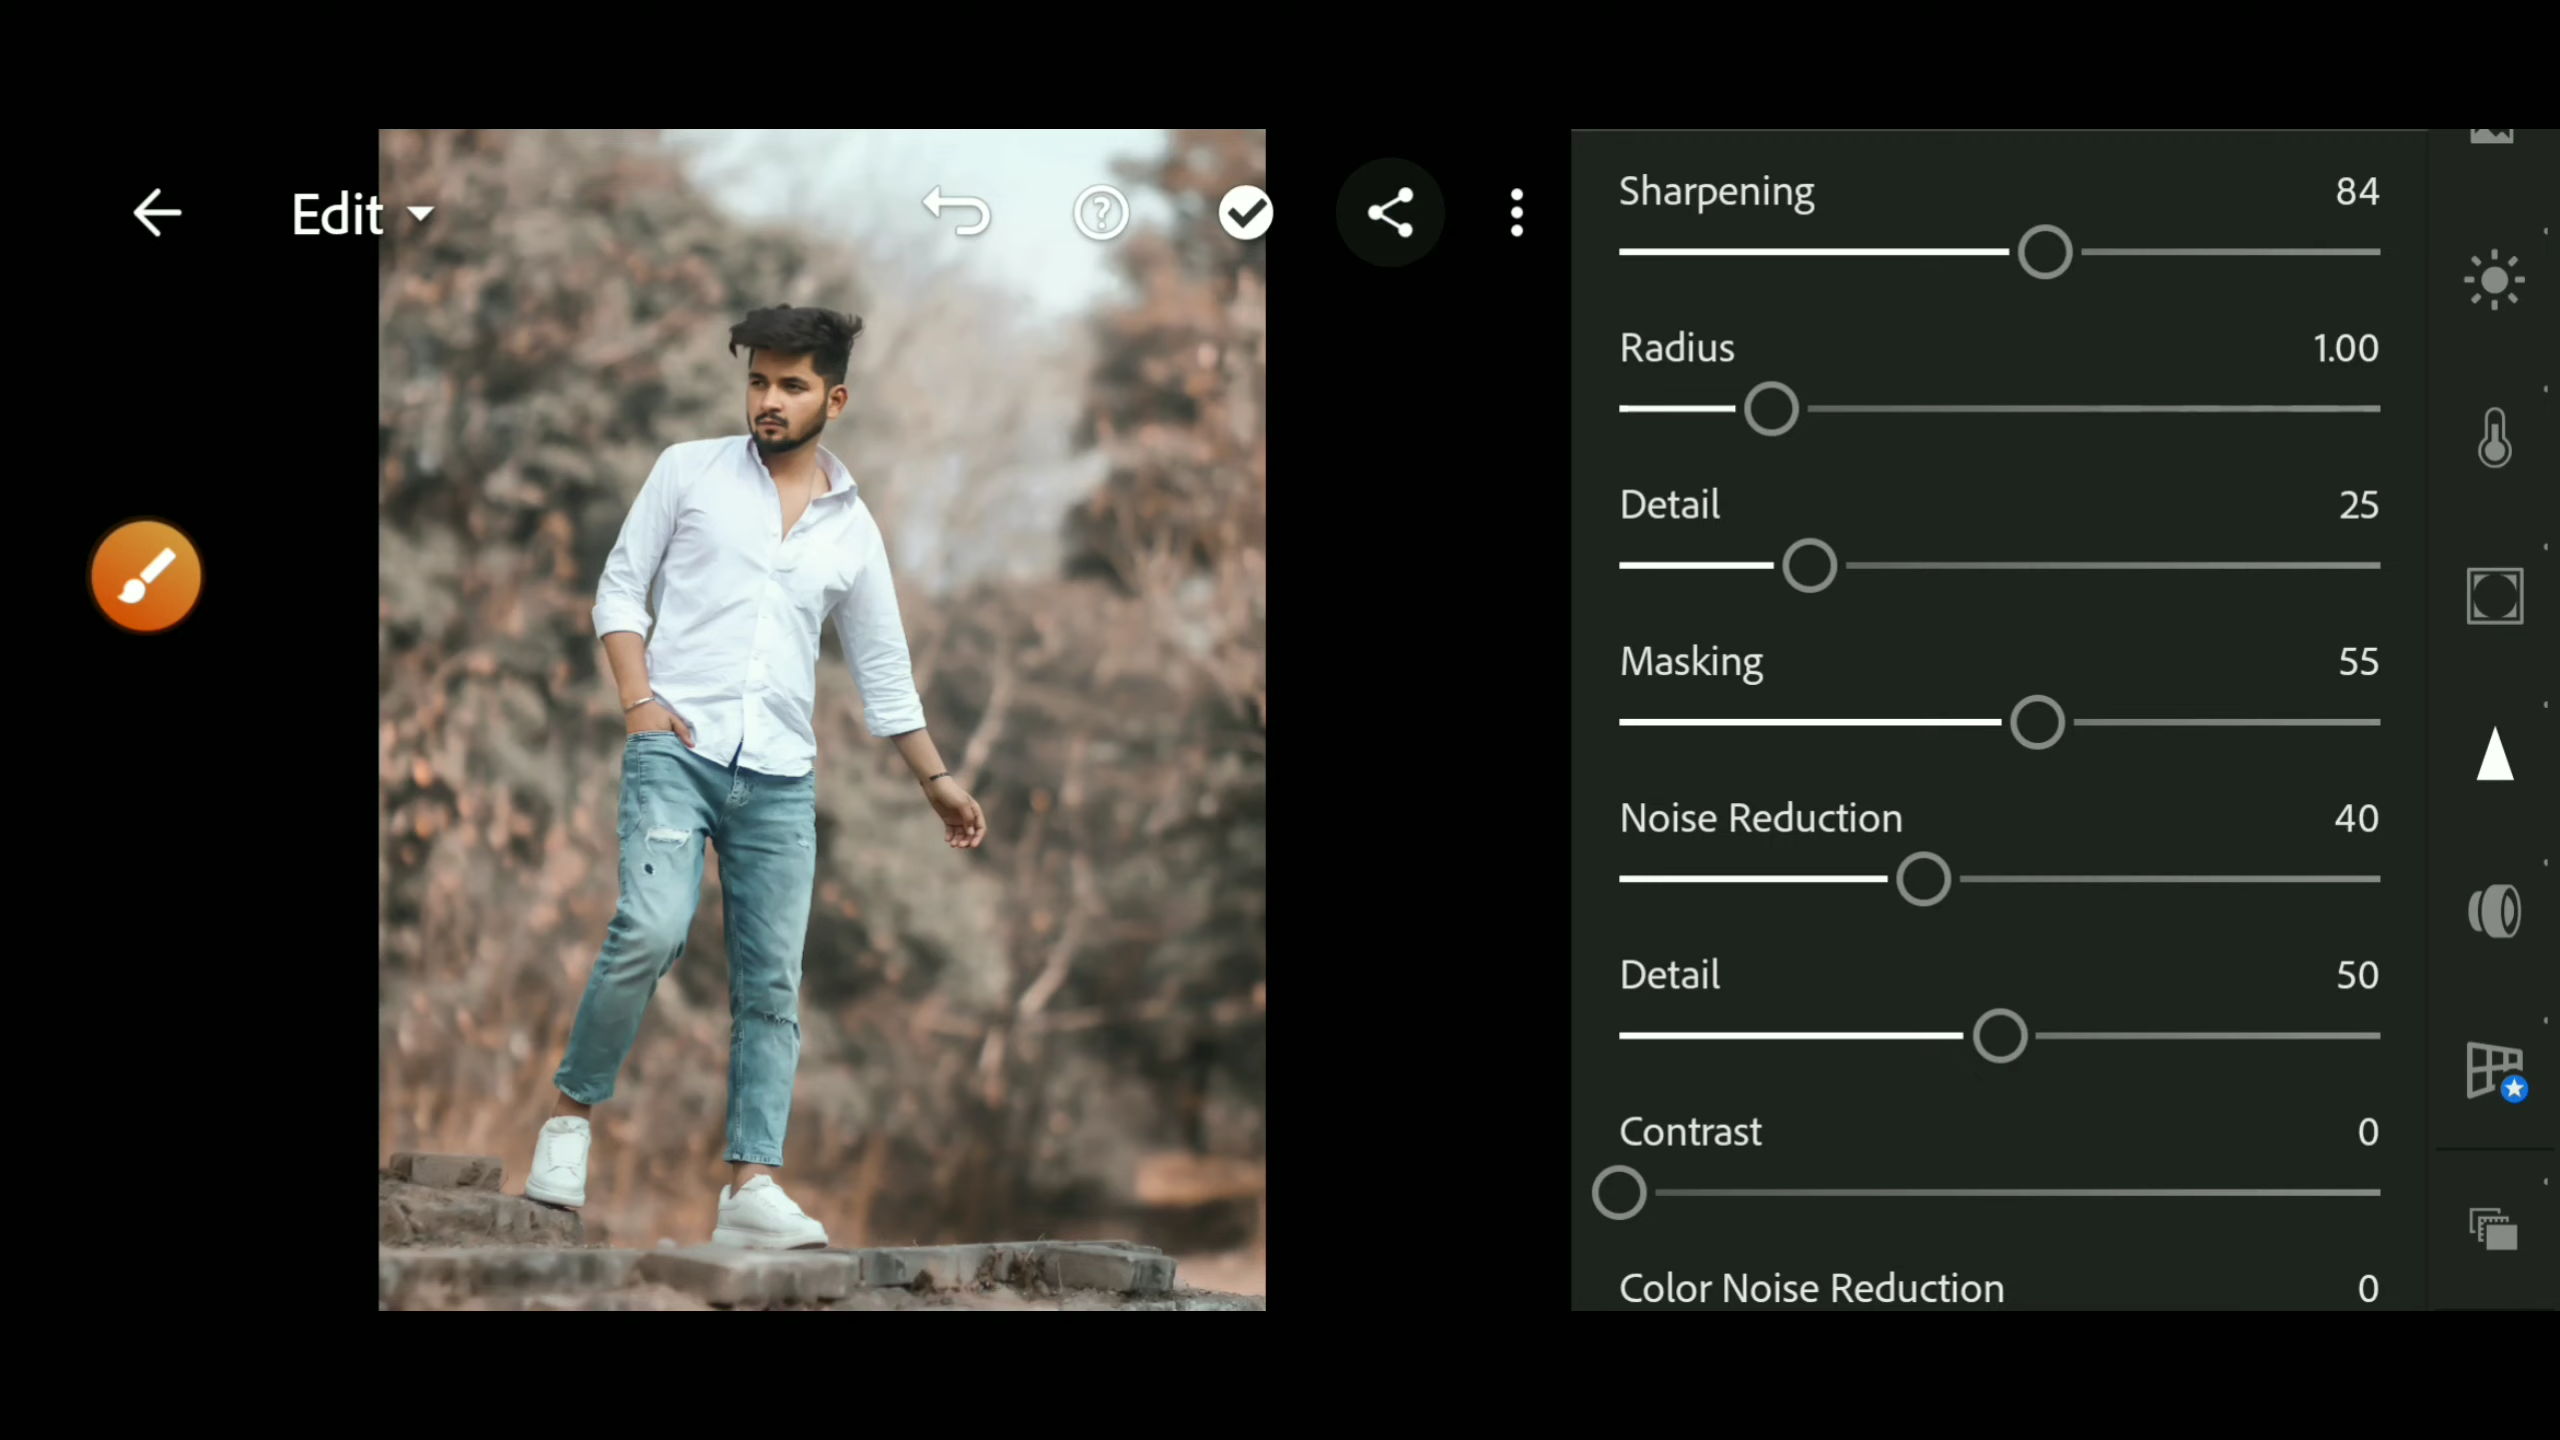 Edit
Sharpening 84
Radius 1.00
Detail 25
Masking 55
Noise Reduction 40
Detail 50
Contrast 0
Color Noise Reduction 0